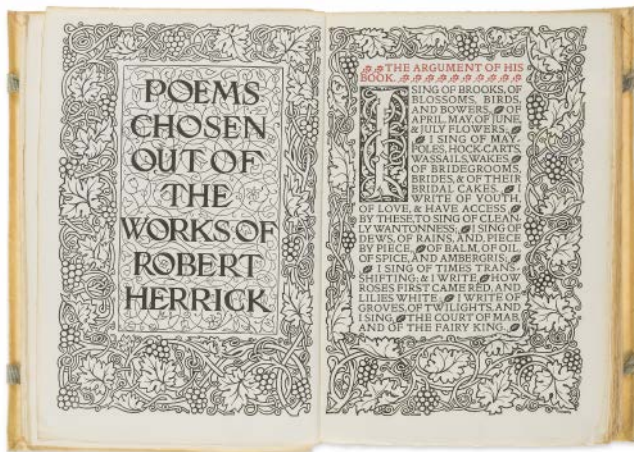 POEMS
CHOSEN
OUT OF
THE
WORKS OF
ROBERT
HERRICK
THE ARGUMENT OF HIS
BOOK.
I SING OF BROOKS, OF
BLOSSOMS, BIRDS,
AND BOWERS, OF
APRIL, MAY, OF JUNE,
& JULY FLOWERS;
I SING OF MAY-
POLES, HOCK-CARTS,
WASSAILS, WAKES,
OF BRIDEGROOMS,
BRIDES, & OF THEIR
BRIDAL CAKES. I
WRITE OF YOUTH,
OF LOVE, & HAVE ACCESS
BY THESE, TO SING OF CLEAN-
LY WANTONNESS; I SING OF
DEWS, OF RAINS, AND, PIECE
BY PIECE, OF BALM, OF OIL,
OF SPICE, AND AMBERGRIS;
I SING OF TIMES TRANS-
SHIFTING; & I WRITE HOW
ROSES FIRST CAME RED, AND
LILIES WHITE; I WRITE OF
GROVES, OF TWILIGHTS, AND
I SING THE COURT OF MAB,
AND OF THE FAIRY KING.